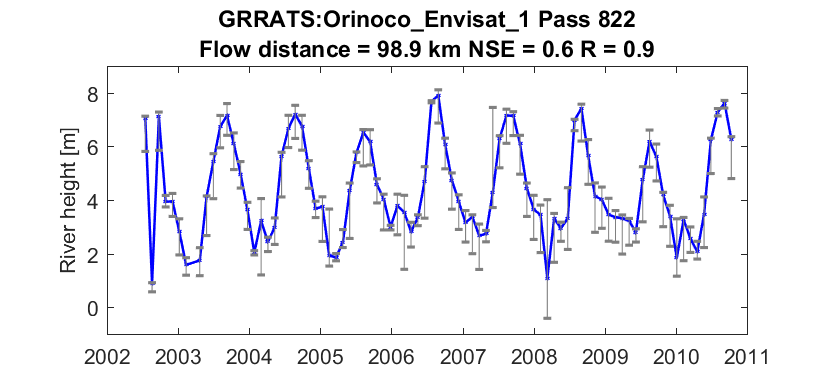 GRRATS:Orinoco_Envisat_1 Pass 822
Flow distance = 98.9 km NSE = 0.6 R = 0.9
River height [m]
8
6
4
2
0
2002 2003 2004 2005 2006 2007 2008 2009 2010 2011